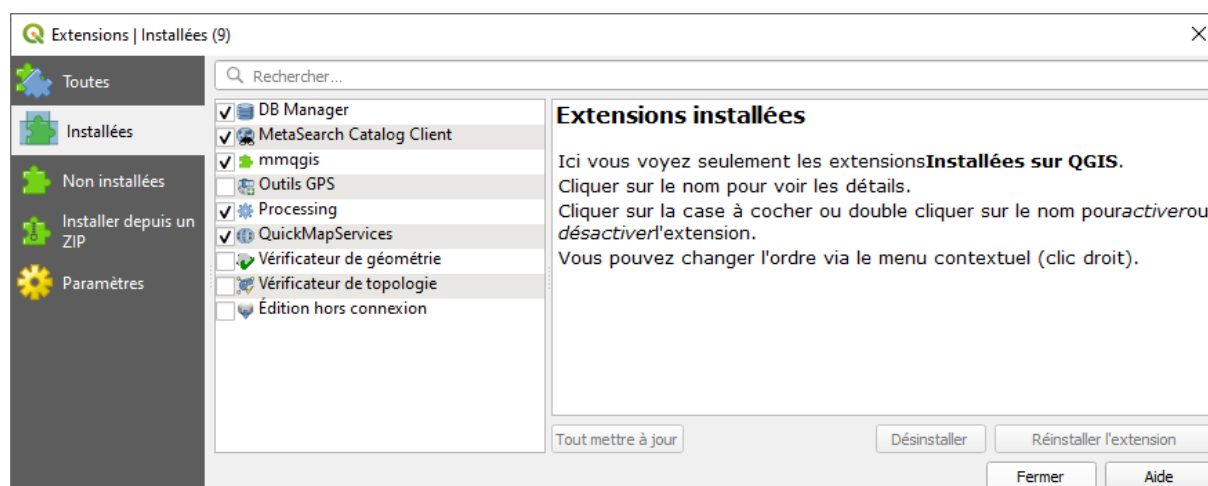 Extensions | Installées (9)
Toutes
Installées
Non installées
Installer depuis un
ZIP
Paramètres
Rechercher...
DB Manager
MetaSearch Catalog Client
mmqgis
Outils GPS
Processing
QuickMapServices
Vérificateur de géométrie
Vérificateur de topologie
Édition hors connexion
Extensions installées
Ici vous voyez seulement les extensionsInstallées sur QGIS.
Cliquer sur le nom pour voir les détails.
Cliquer sur la case à cocher ou double cliquer sur le nom pouractiverou
désactiverl'extension.
Vous pouvez changer l'ordre via le menu contextuel (clic droit).
Tout mettre à jour
Désinstaller
Réinstaller l'extension
Fermer
Aide